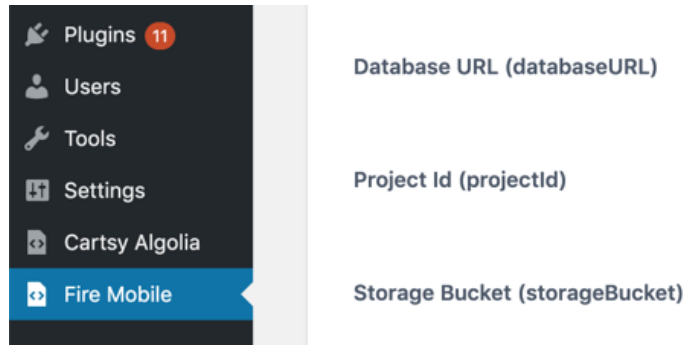 Plugins 11
Users
Tools
Settings
Cartsy Algolia
Fire Mobile
Database URL (databaseURL)
Project Id (projectId)
Storage Bucket (storageBucket)